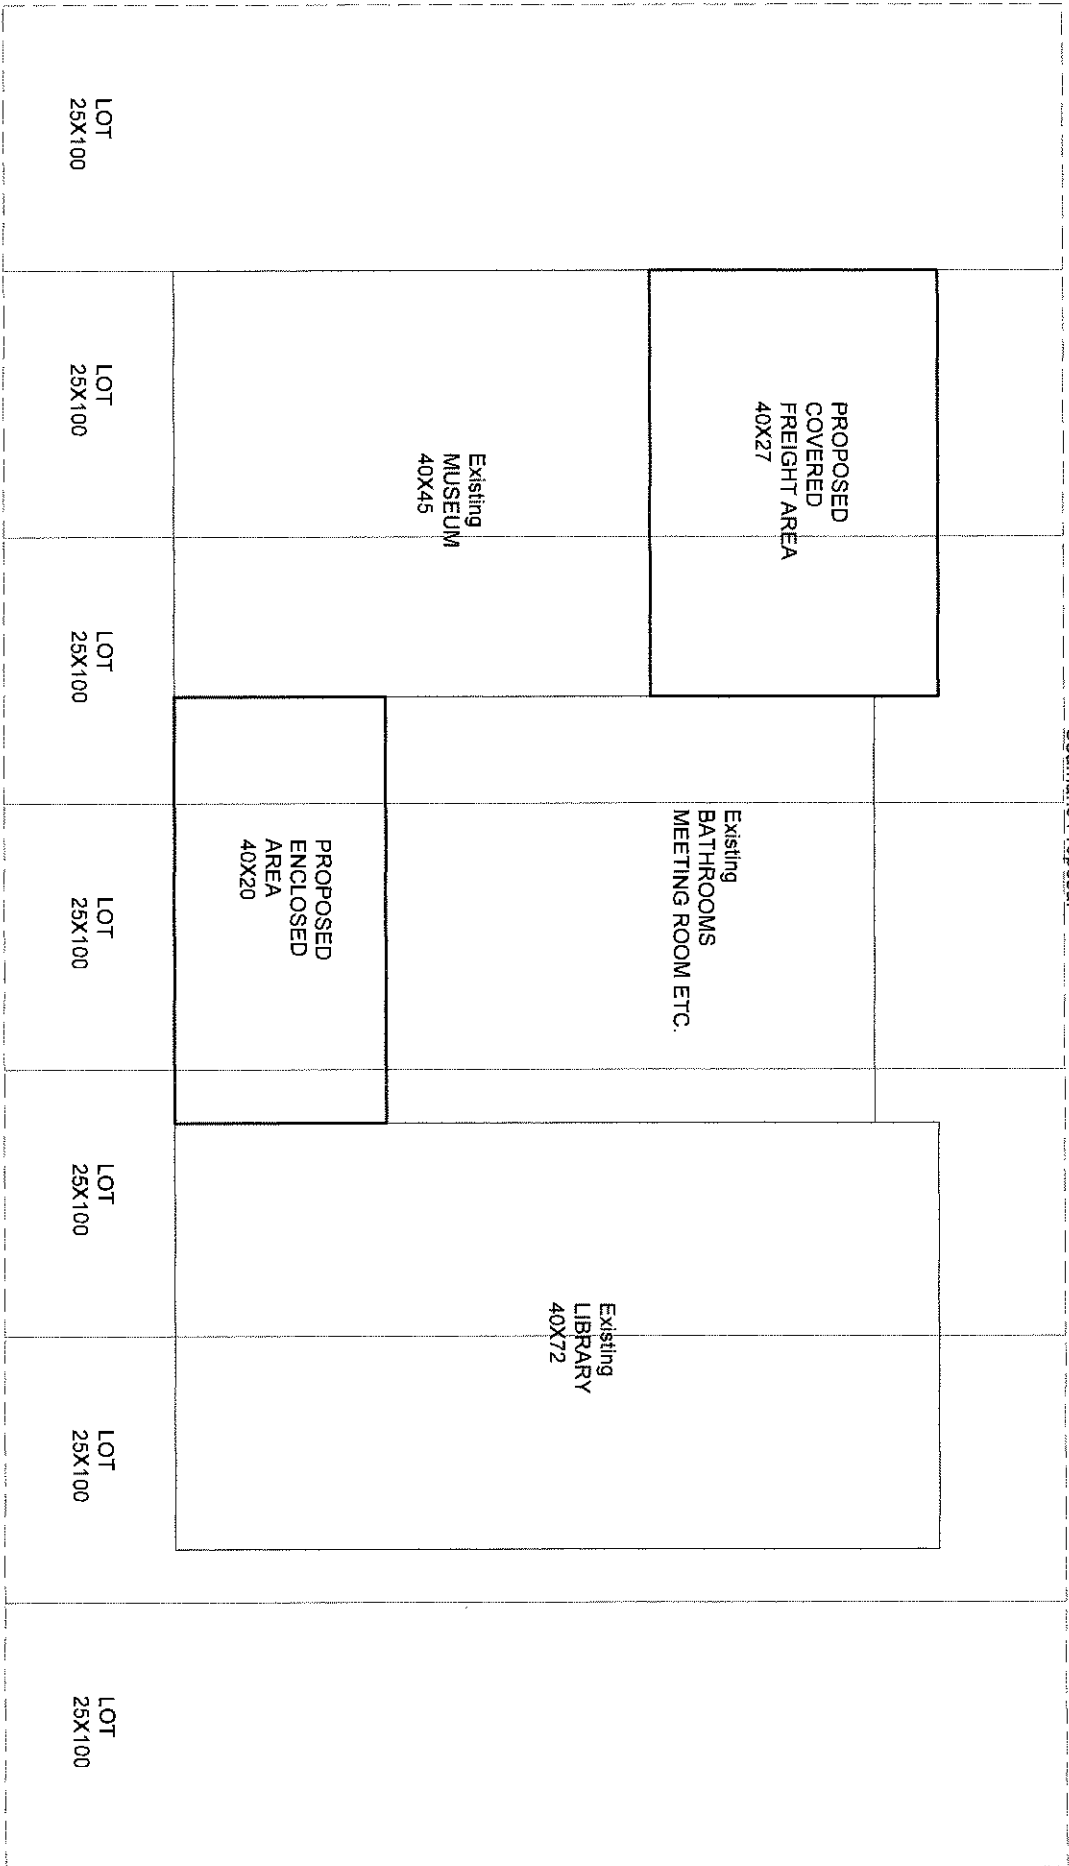 LOT
25X100
PROPOSED
COVERED
FREIGHT AREA
40X27
Existing
MUSEUM
40X45
LOT
25X100
LOT
25X100
Existing
BATHROOMS
MEETING ROOM ETC.
PROPOSED
ENCLOSED
AREA
40X20
LOT
25X100
Existing
LIBRARY
40X72
LOT
25X100
LOT
25X100
LOT
25X100